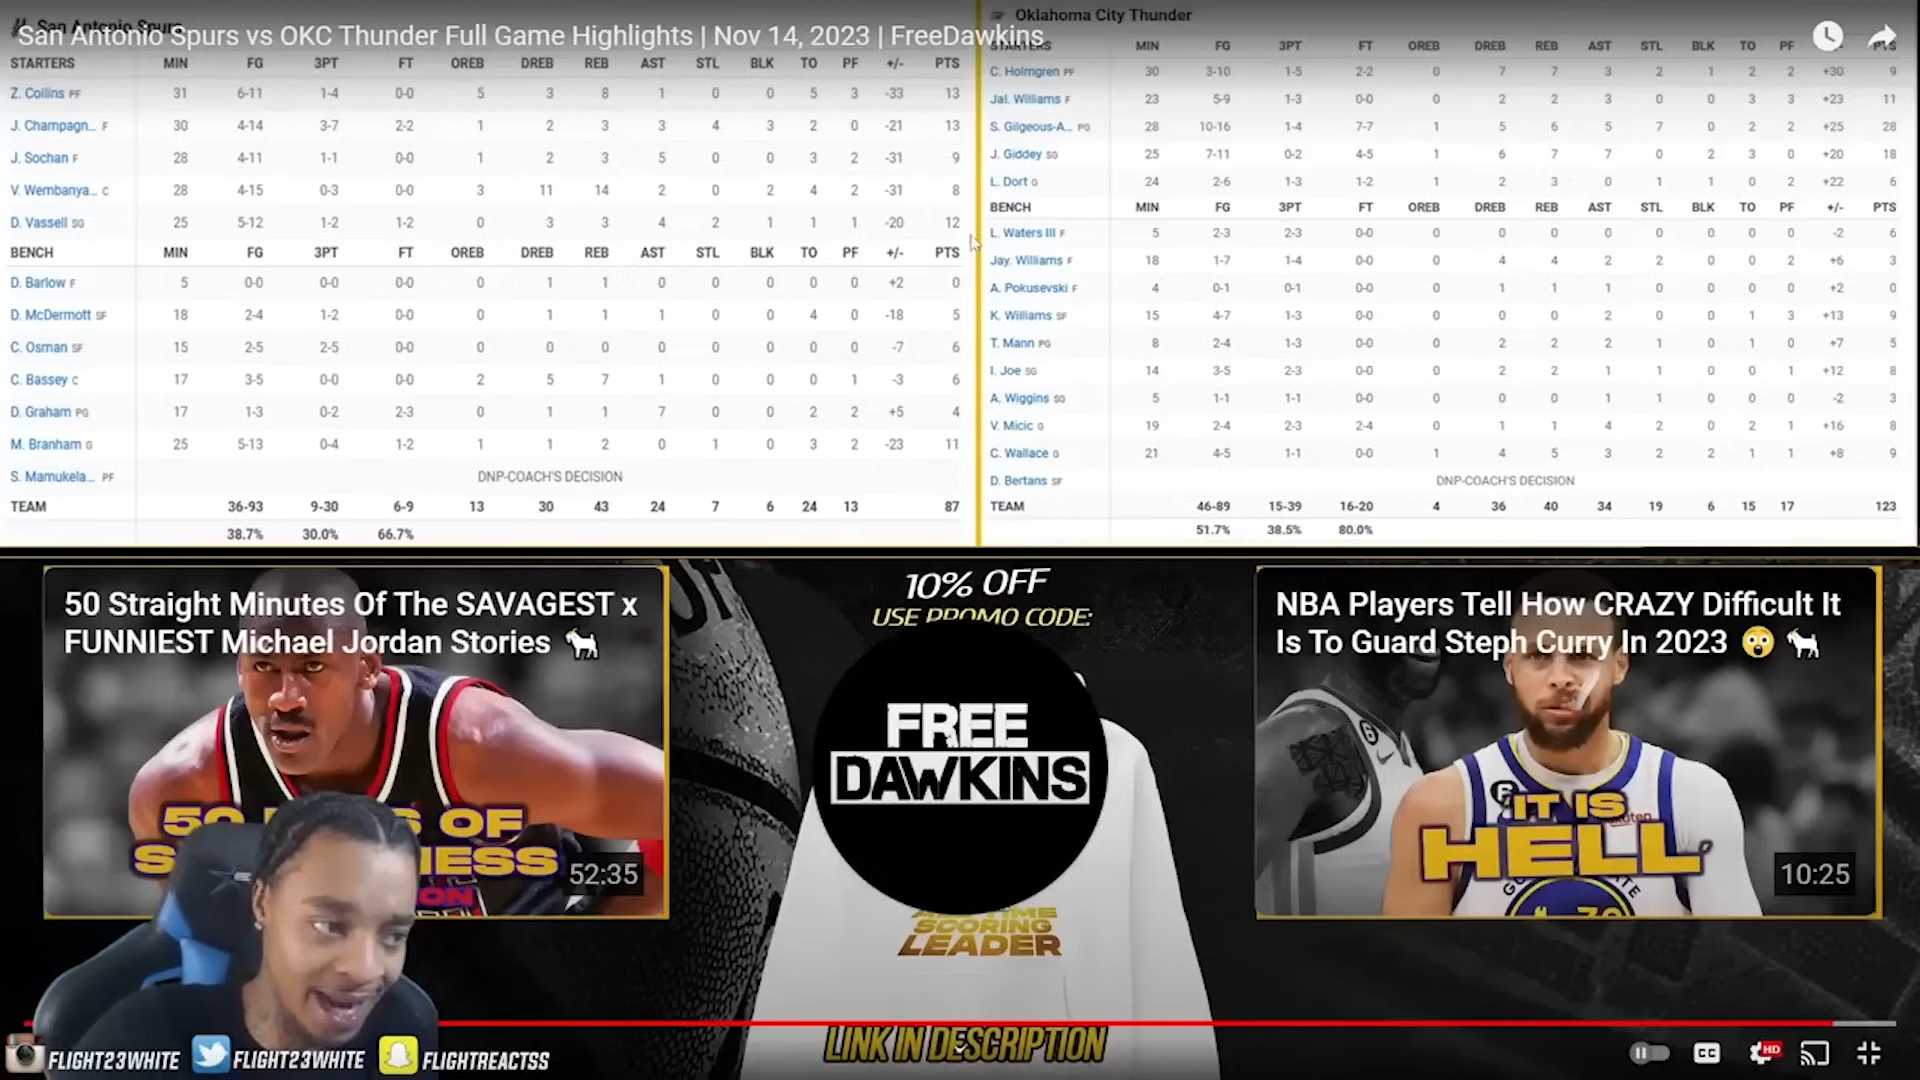 San Antonio Spurs vs OKC Thunder Full Game Highlights | Nov 14, 2023 | FreeDawkins
San Antonio Spurs
STARTERS MIN FG 3PT FT OREB DREB REB AST STL BLK TO PF +/- PTS
Z. Collins PF 31 6-11 1-4 0-0 5 3 8 1 0 0 5 3 -33 13
J. Champagn... F 30 4-14 3-7 2-2 1 2 3 3 4 3 2 0 -21 13
J. Sochan F 28 4-11 1-1 0-0 1 2 3 5 0 0 3 2 -31 9
V. Wembanya... C 28 4-15 0-3 0-0 3 11 14 2 0 2 4 2 -31 8
D. Vassell SG 25 5-12 1-2 1-2 0 3 3 4 2 1 1 1 -20 12
BENCH MIN FG 3PT FT OREB DREB REB AST STL BLK TO PF +/- PTS
D. Barlow F 5 0-0 0-0 0-0 0 1 1 0 0 0 0 0 +2 0
D. McDermott SF 18 2-4 1-2 0-0 0 1 1 1 0 0 4 0 -18 5
C. Osman SF 15 2-5 2-5 0-0 0 0 0 0 0 0 0 0 -7 6
C. Bassey C 17 3-5 0-0 0-0 2 5 7 1 0 0 0 1 -3 6
D. Graham PG 17 1-3 0-2 2-3 0 1 1 7 0 0 2 2 +5 4
M. Branham G 25 5-13 0-4 1-2 1 1 2 0 1 0 3 2 -23 11
S. Mamukela... PF DNP-COACH'S DECISION
TEAM 36-93 9-30 6-9 13 30 43 24 7 6 24 13 87
38.7% 30.0% 66.7%
Oklahoma City Thunder
STARTERS MIN FG 3PT FT OREB DREB REB AST STL BLK TO PF +/- PTS
C. Holmgren PF 30 3-10 1-5 2-2 0 7 7 3 2 1 2 2 +30 9
Jal. Williams F 23 5-9 1-3 0-0 0 2 2 3 0 0 3 3 +23 11
S. Gilgeous-A... PG 28 10-16 1-4 7-7 1 5 6 5 7 0 2 2 +25 28
J. Giddey SG 25 7-11 0-2 4-5 1 6 7 7 0 2 3 0 +20 18
L. Dort G 24 2-6 1-3 1-2 1 2 3 0 1 1 0 2 +22 6
BENCH MIN FG 3PT FT OREB DREB REB AST STL BLK TO PF +/- PTS
L. Waters III F 5 2-3 2-3 0-0 0 0 0 0 0 0 0 0 -2 6
Jay. Williams F 18 1-7 1-4 0-0 0 4 4 2 2 0 0 2 +6 3
A. Pokusevski F 4 0-1 0-1 0-0 0 1 1 1 0 0 0 0 +2 0
K. Williams SF 15 4-7 1-3 0-0 0 0 0 2 0 0 1 3 +13 9
T. Mann PG 8 2-4 1-3 0-0 0 2 2 2 1 0 1 0 +7 5
I. Joe SG 14 3-5 2-3 0-0 0 2 2 1 1 0 0 1 +12 8
A. Wiggins SG 5 1-1 1-1 0-0 0 0 0 1 1 0 0 0 -2 3
V. Micic G 19 2-4 2-3 2-4 0 1 1 4 2 0 2 1 +16 8
C. Wallace G 21 4-5 1-1 0-0 1 4 5 3 2 2 1 1 +8 9
D. Bertans SF DNP-COACH'S DECISION
TEAM 46-89 15-39 16-20 4 36 40 34 19 6 15 17 123
51.7% 38.5% 80.0%
50 Straight Minutes Of The SAVAGEST x
FUNNIEST Michael Jordan Stories
52:35
10% OFF
USE PROMO CODE:
FREE
DAWKINS
SCORING
LEADER
LINK IN DESCRIPTION
NBA Players Tell How CRAZY Difficult It
Is To Guard Steph Curry In 2023
IT IS
HELL
10:25
FLIGHT23WHITE FLIGHT23WHITE FLIGHTREACTSS
CC HD